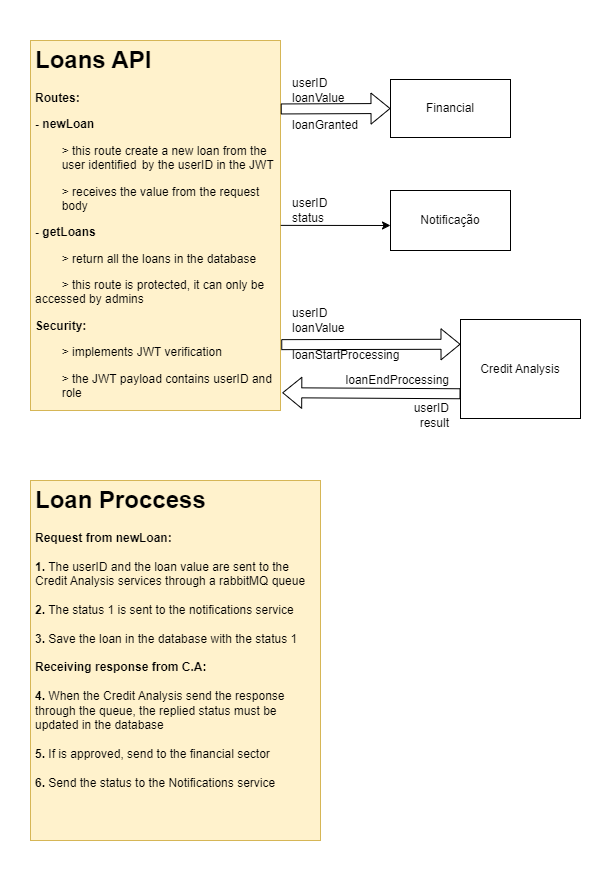 Loans API
Routes:
- newLoan
> this route create a new loan from the
user identified by the userID in the JWT
> receives the value from the request
body
- getLoans
> return all the loans in the database
> this route is protected, it can only be
accessed by admins
Security:
> implements JWT verification
> the JWT payload contains userID and
role
userID
loanValue
loanGranted
Financial
userID
status
Notificação
userID
loanValue
loanStartProcessing
Credit Analysis
loanEndProcessing
userID
result
Loan Proccess
Request from newLoan:
1. The userID and the loan value are sent to the
Credit Analysis services through a rabbitMQ queue
2. The status 1 is sent to the notifications service
3. Save the loan in the database with the status 1
Receiving response from C.A:
4. When the Credit Analysis send the response
through the queue, the replied status must be
updated in the database
5. If is approved, send to the financial sector
6. Send the status to the Notifications service